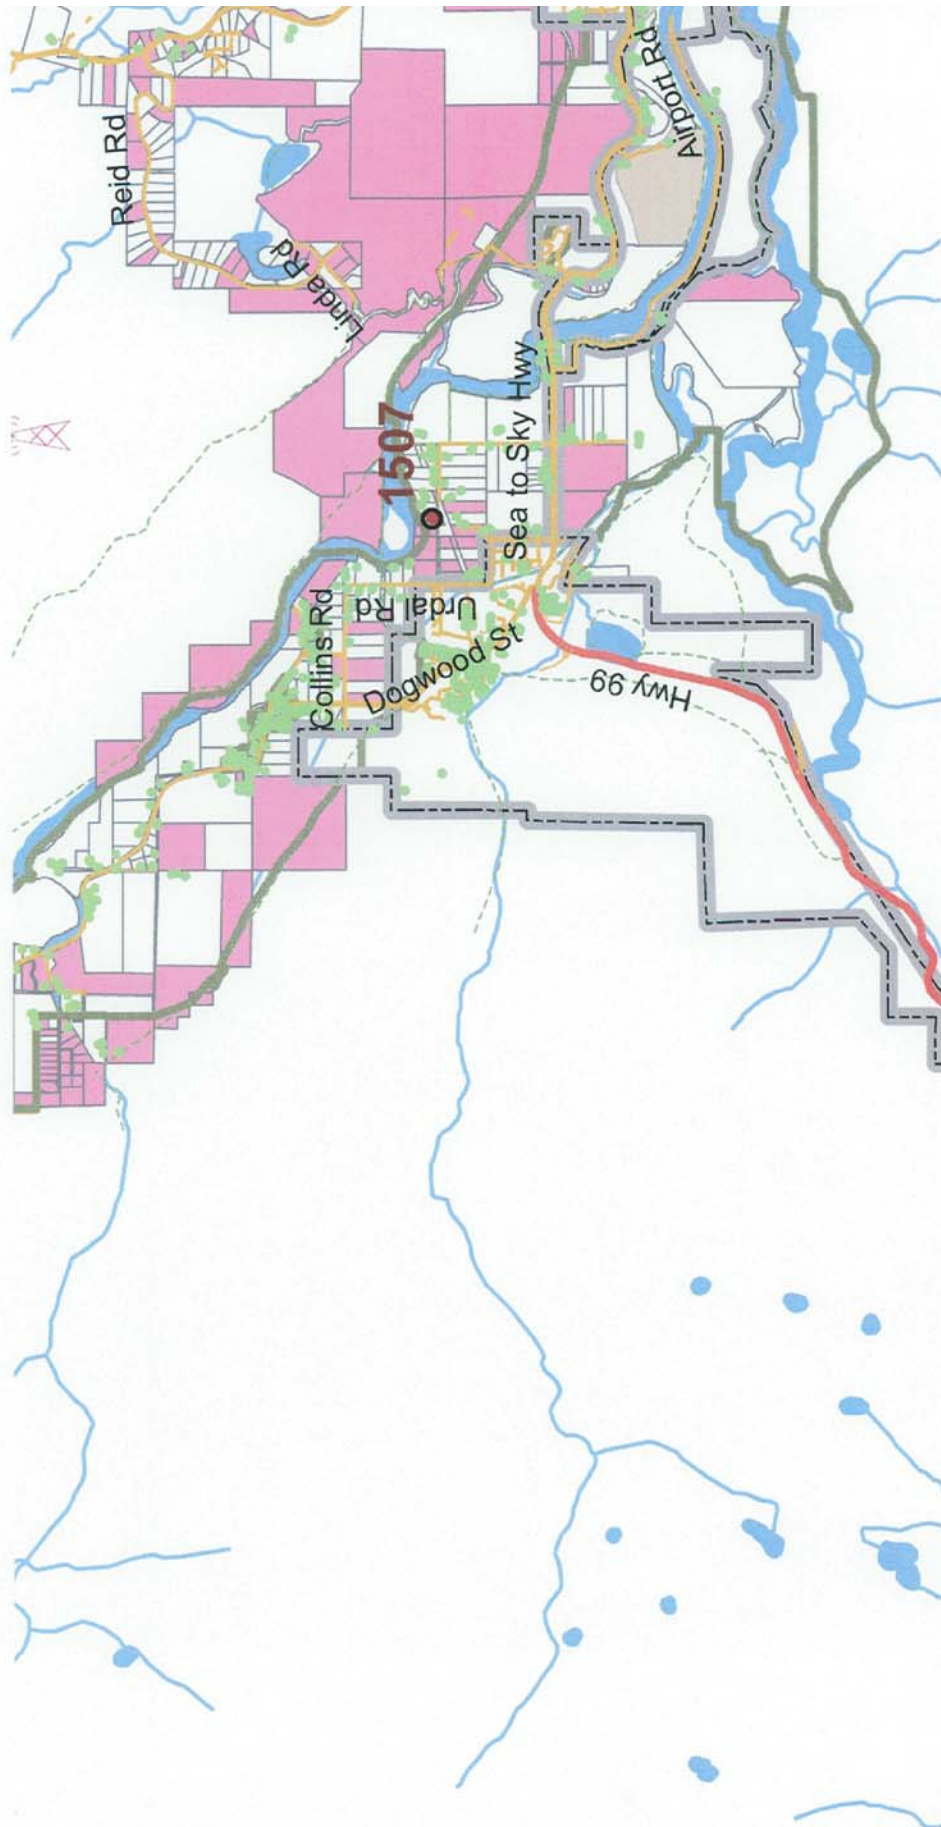 Reid Rd
Airport Rd
Linda Rd
1507
Sea to Sky Hwy
Urdal Rd
Collins Rd
Dogwood St
Hwy 99